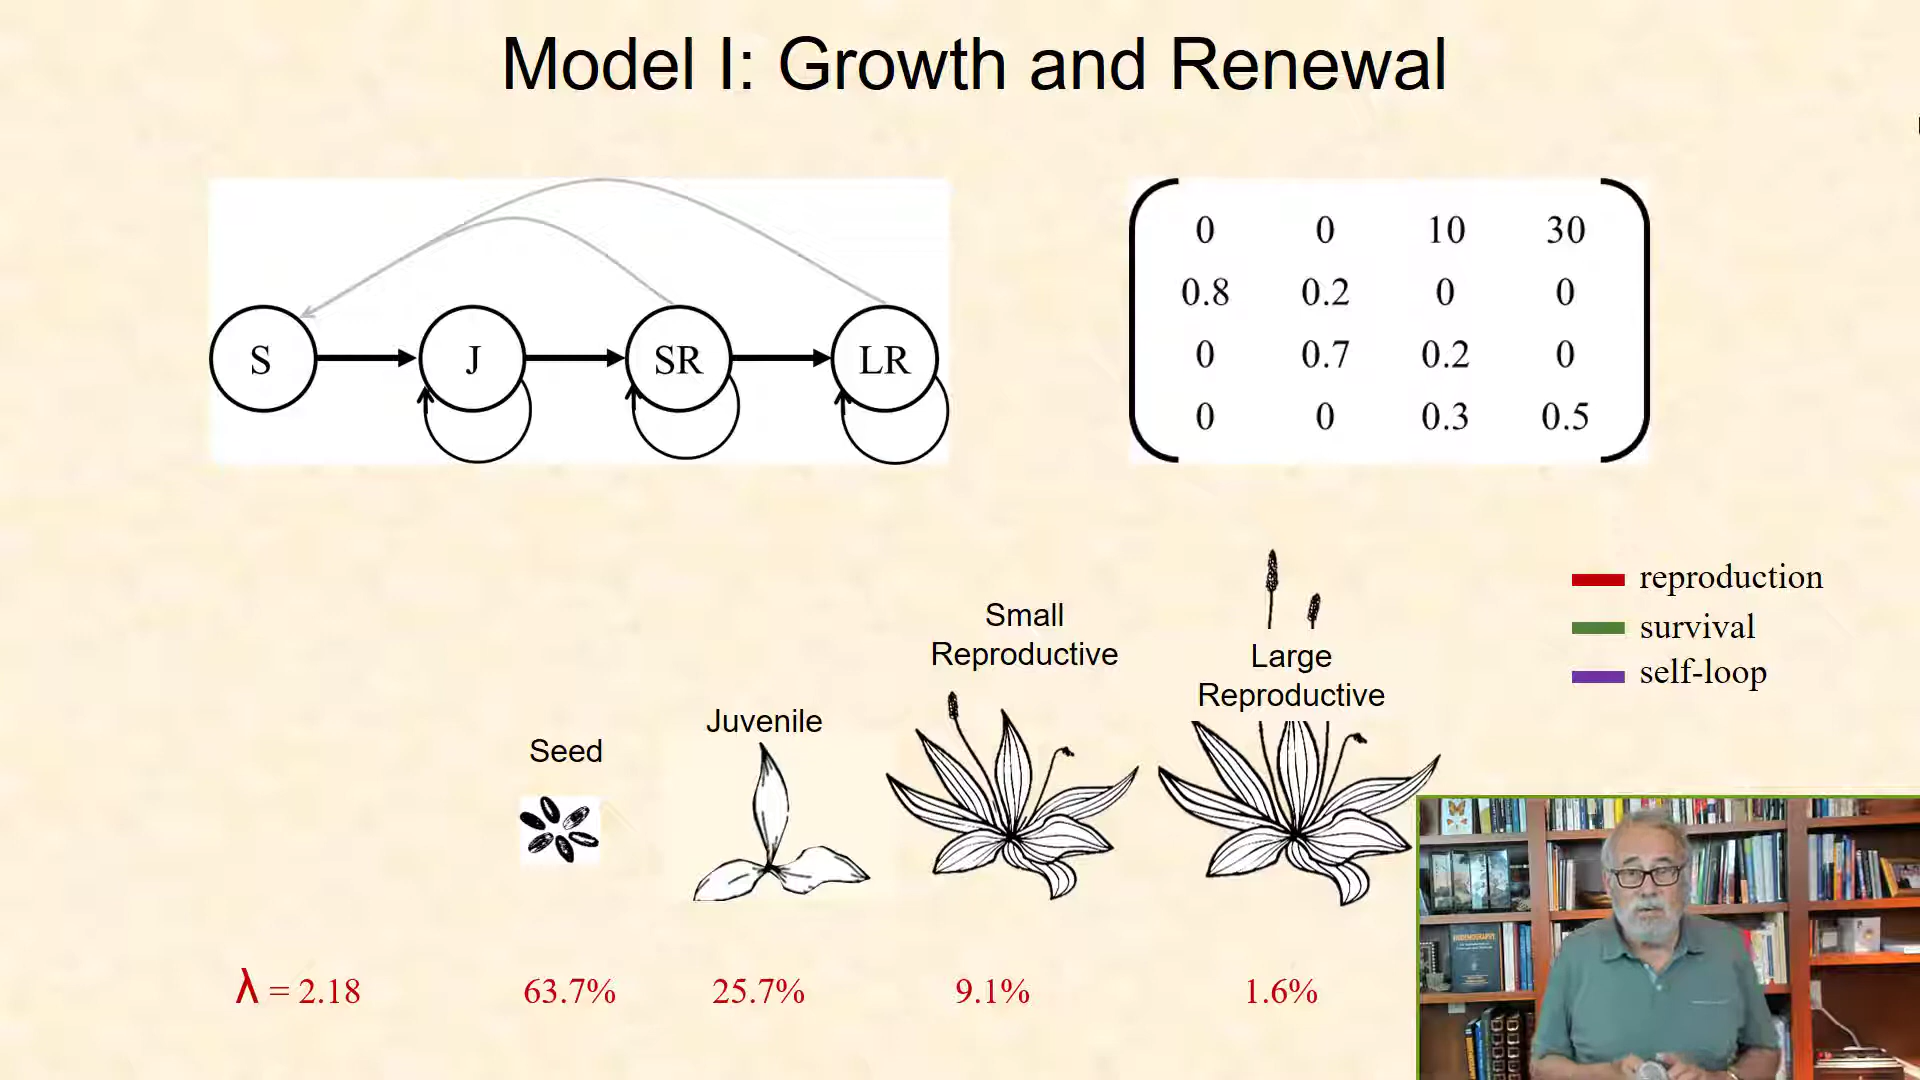 Model I: Growth and Renewal
S J SR LR
0 0 10 30
0.8 0.2 0 0
0 0.7 0.2 0
0 0 0.3 0.5
reproduction
survival
self-loop
Seed
Juvenile
Small
Reproductive
Large
Reproductive
λ = 2.18 63.7% 25.7% 9.1% 1.6%